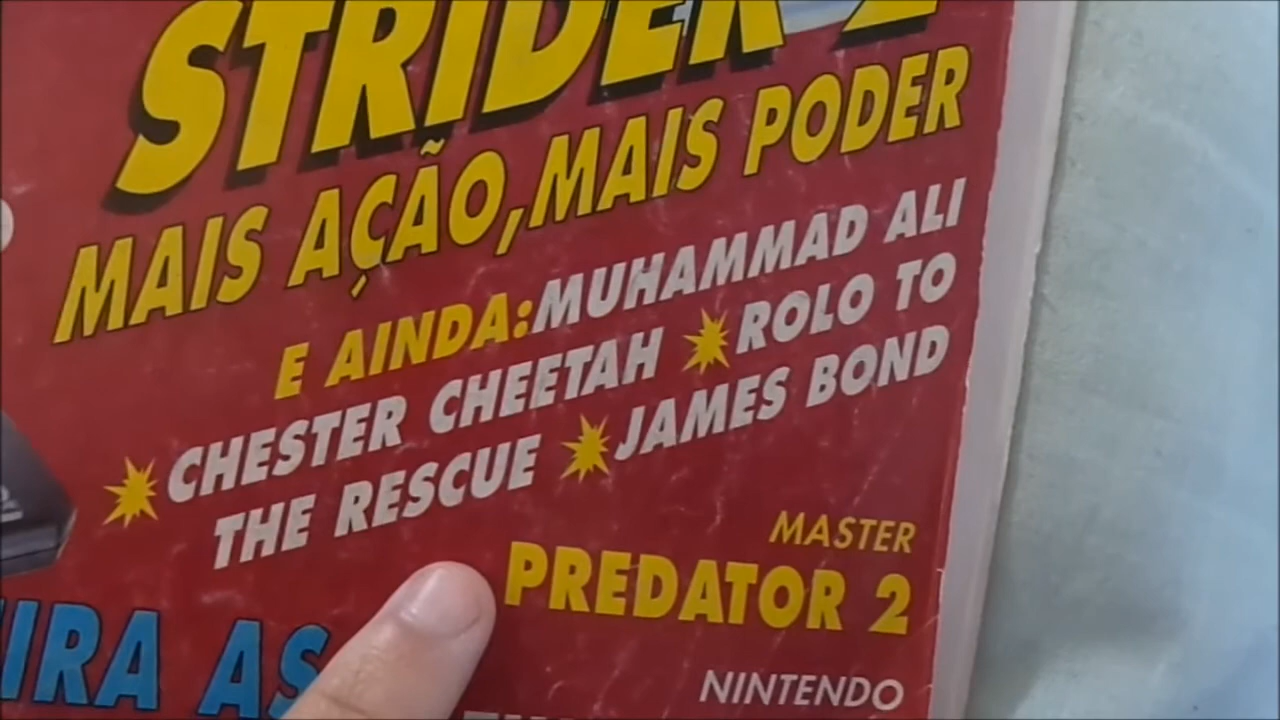 STRIDER 2
MAIS AÇÃO, MAIS PODER
E AINDA: MUHAMMAD ALI
CHESTER CHEETAH ROLO TO
THE RESCUE JAMES BOND
MASTER
PREDATOR 2
IRA AS
NINTENDO